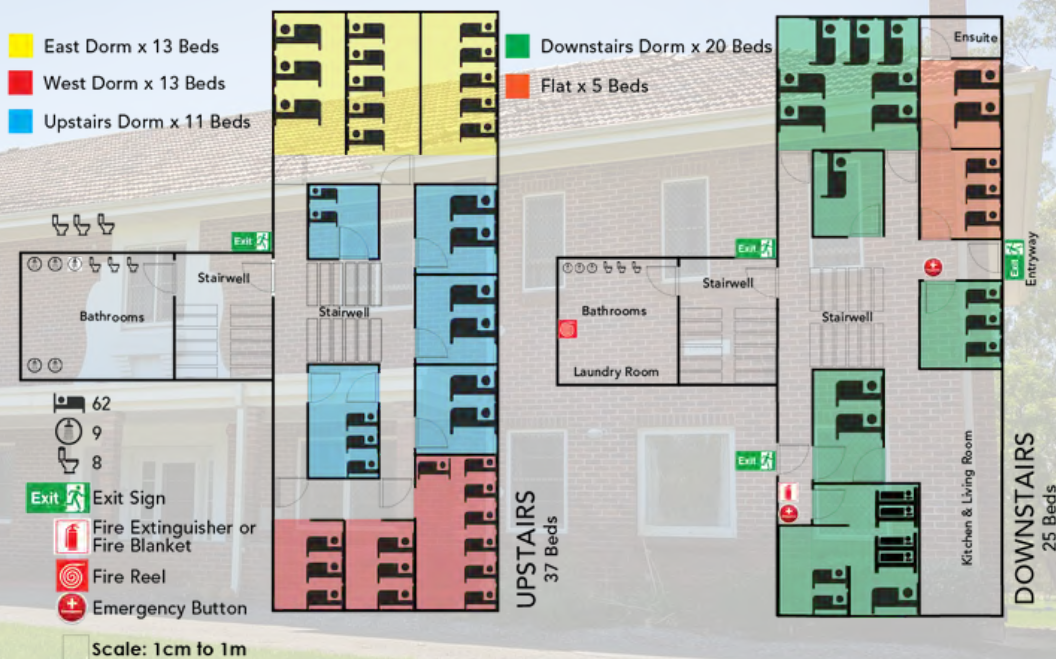 East Dorm x 13 Beds
West Dorm x 13 Beds
Upstairs Dorm x 11 Beds
Downstairs Dorm x 20 Beds
Flat x 5 Beds
Exit
Stairwell
Bathrooms
Stairwell
62
9
8
Exit
Exit Sign
Fire Extinguisher or
Fire Blanket
Fire Reel
Emergency Button
Scale: 1cm to 1m
UPSTAIRS
37 Beds
Ensuite
Exit
Exit
Entryway
Stairwell
Bathrooms
Laundry Room
Stairwell
Exit
Kitchen & Living Room
DOWNSTAIRS
25 Beds